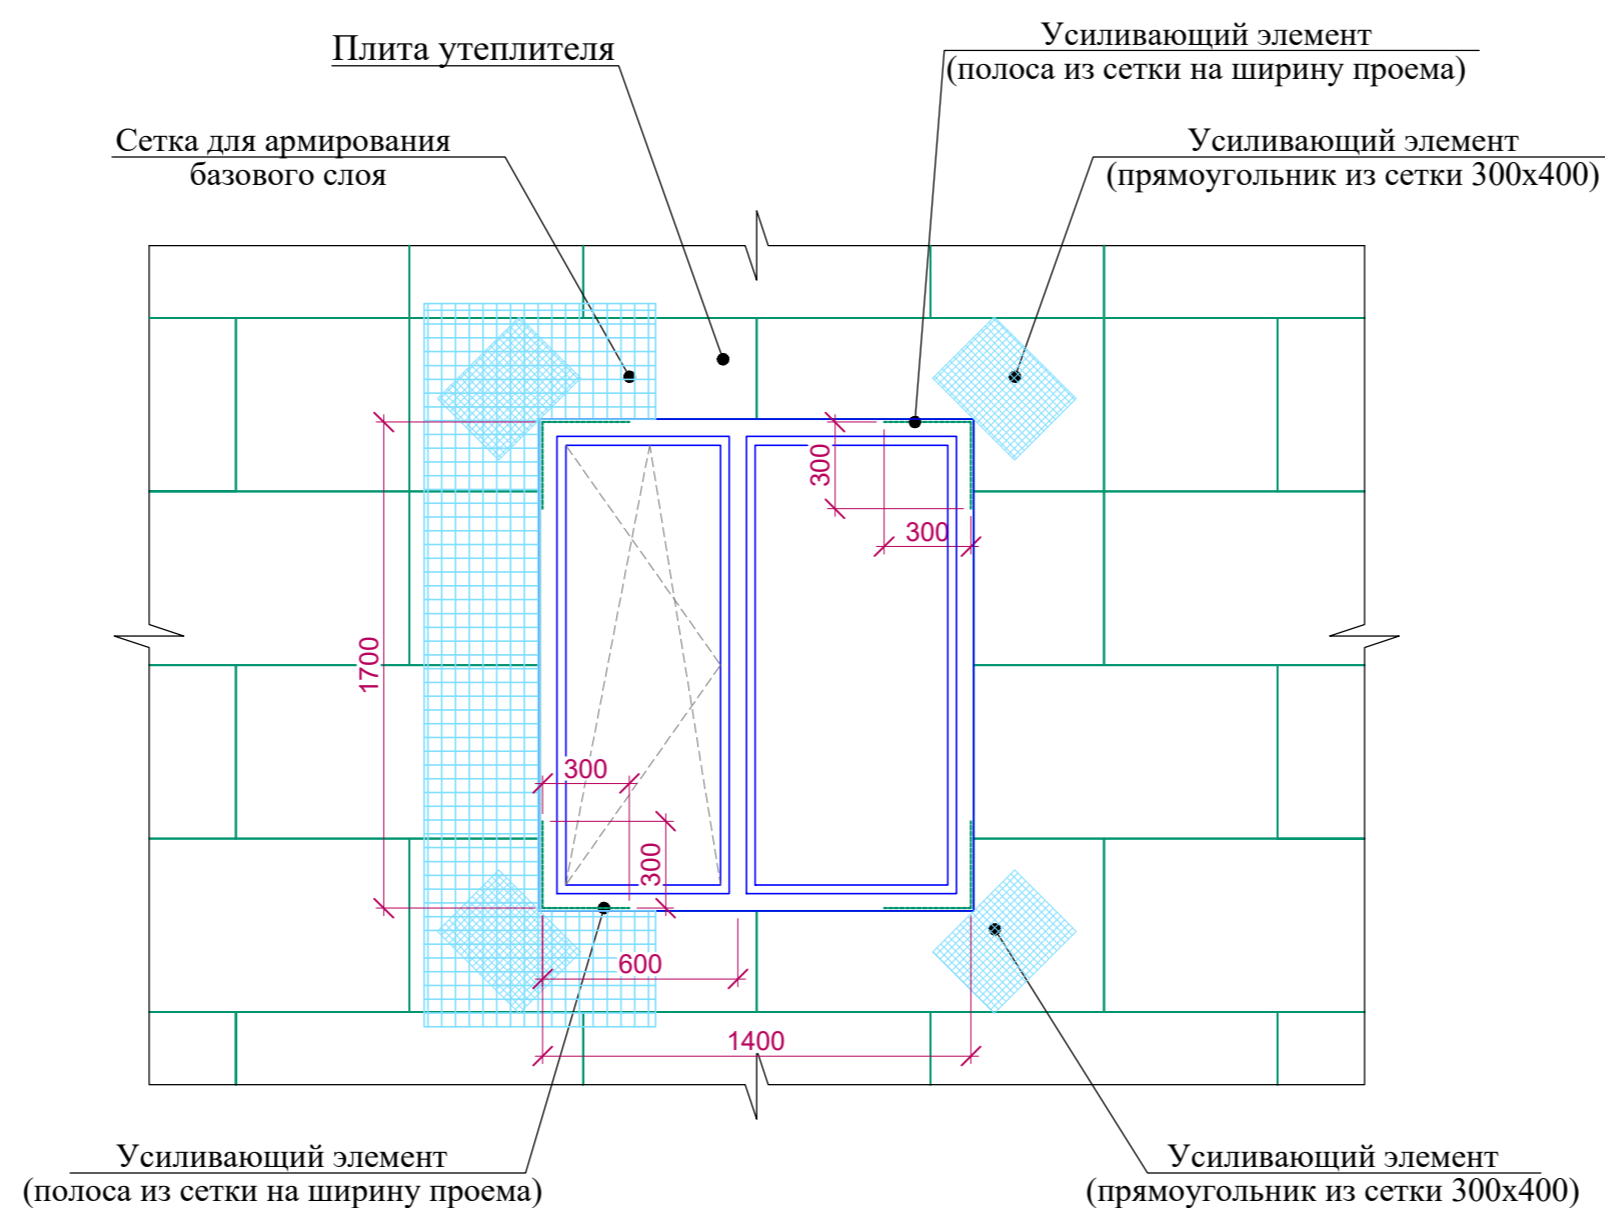 Усиливающий элемент
(полоса из сетки на ширину проема)
Плита утеплителя
Сетка для армирования
базового слоя
Усиливающий элемент
(прямоугольник из сетки 300х400)
300
300
1700
300
300
600
1400
Усиливающий элемент
(полоса из сетки на ширину проема)
Усиливающий элемент
(прямоугольник из сетки 300х400)